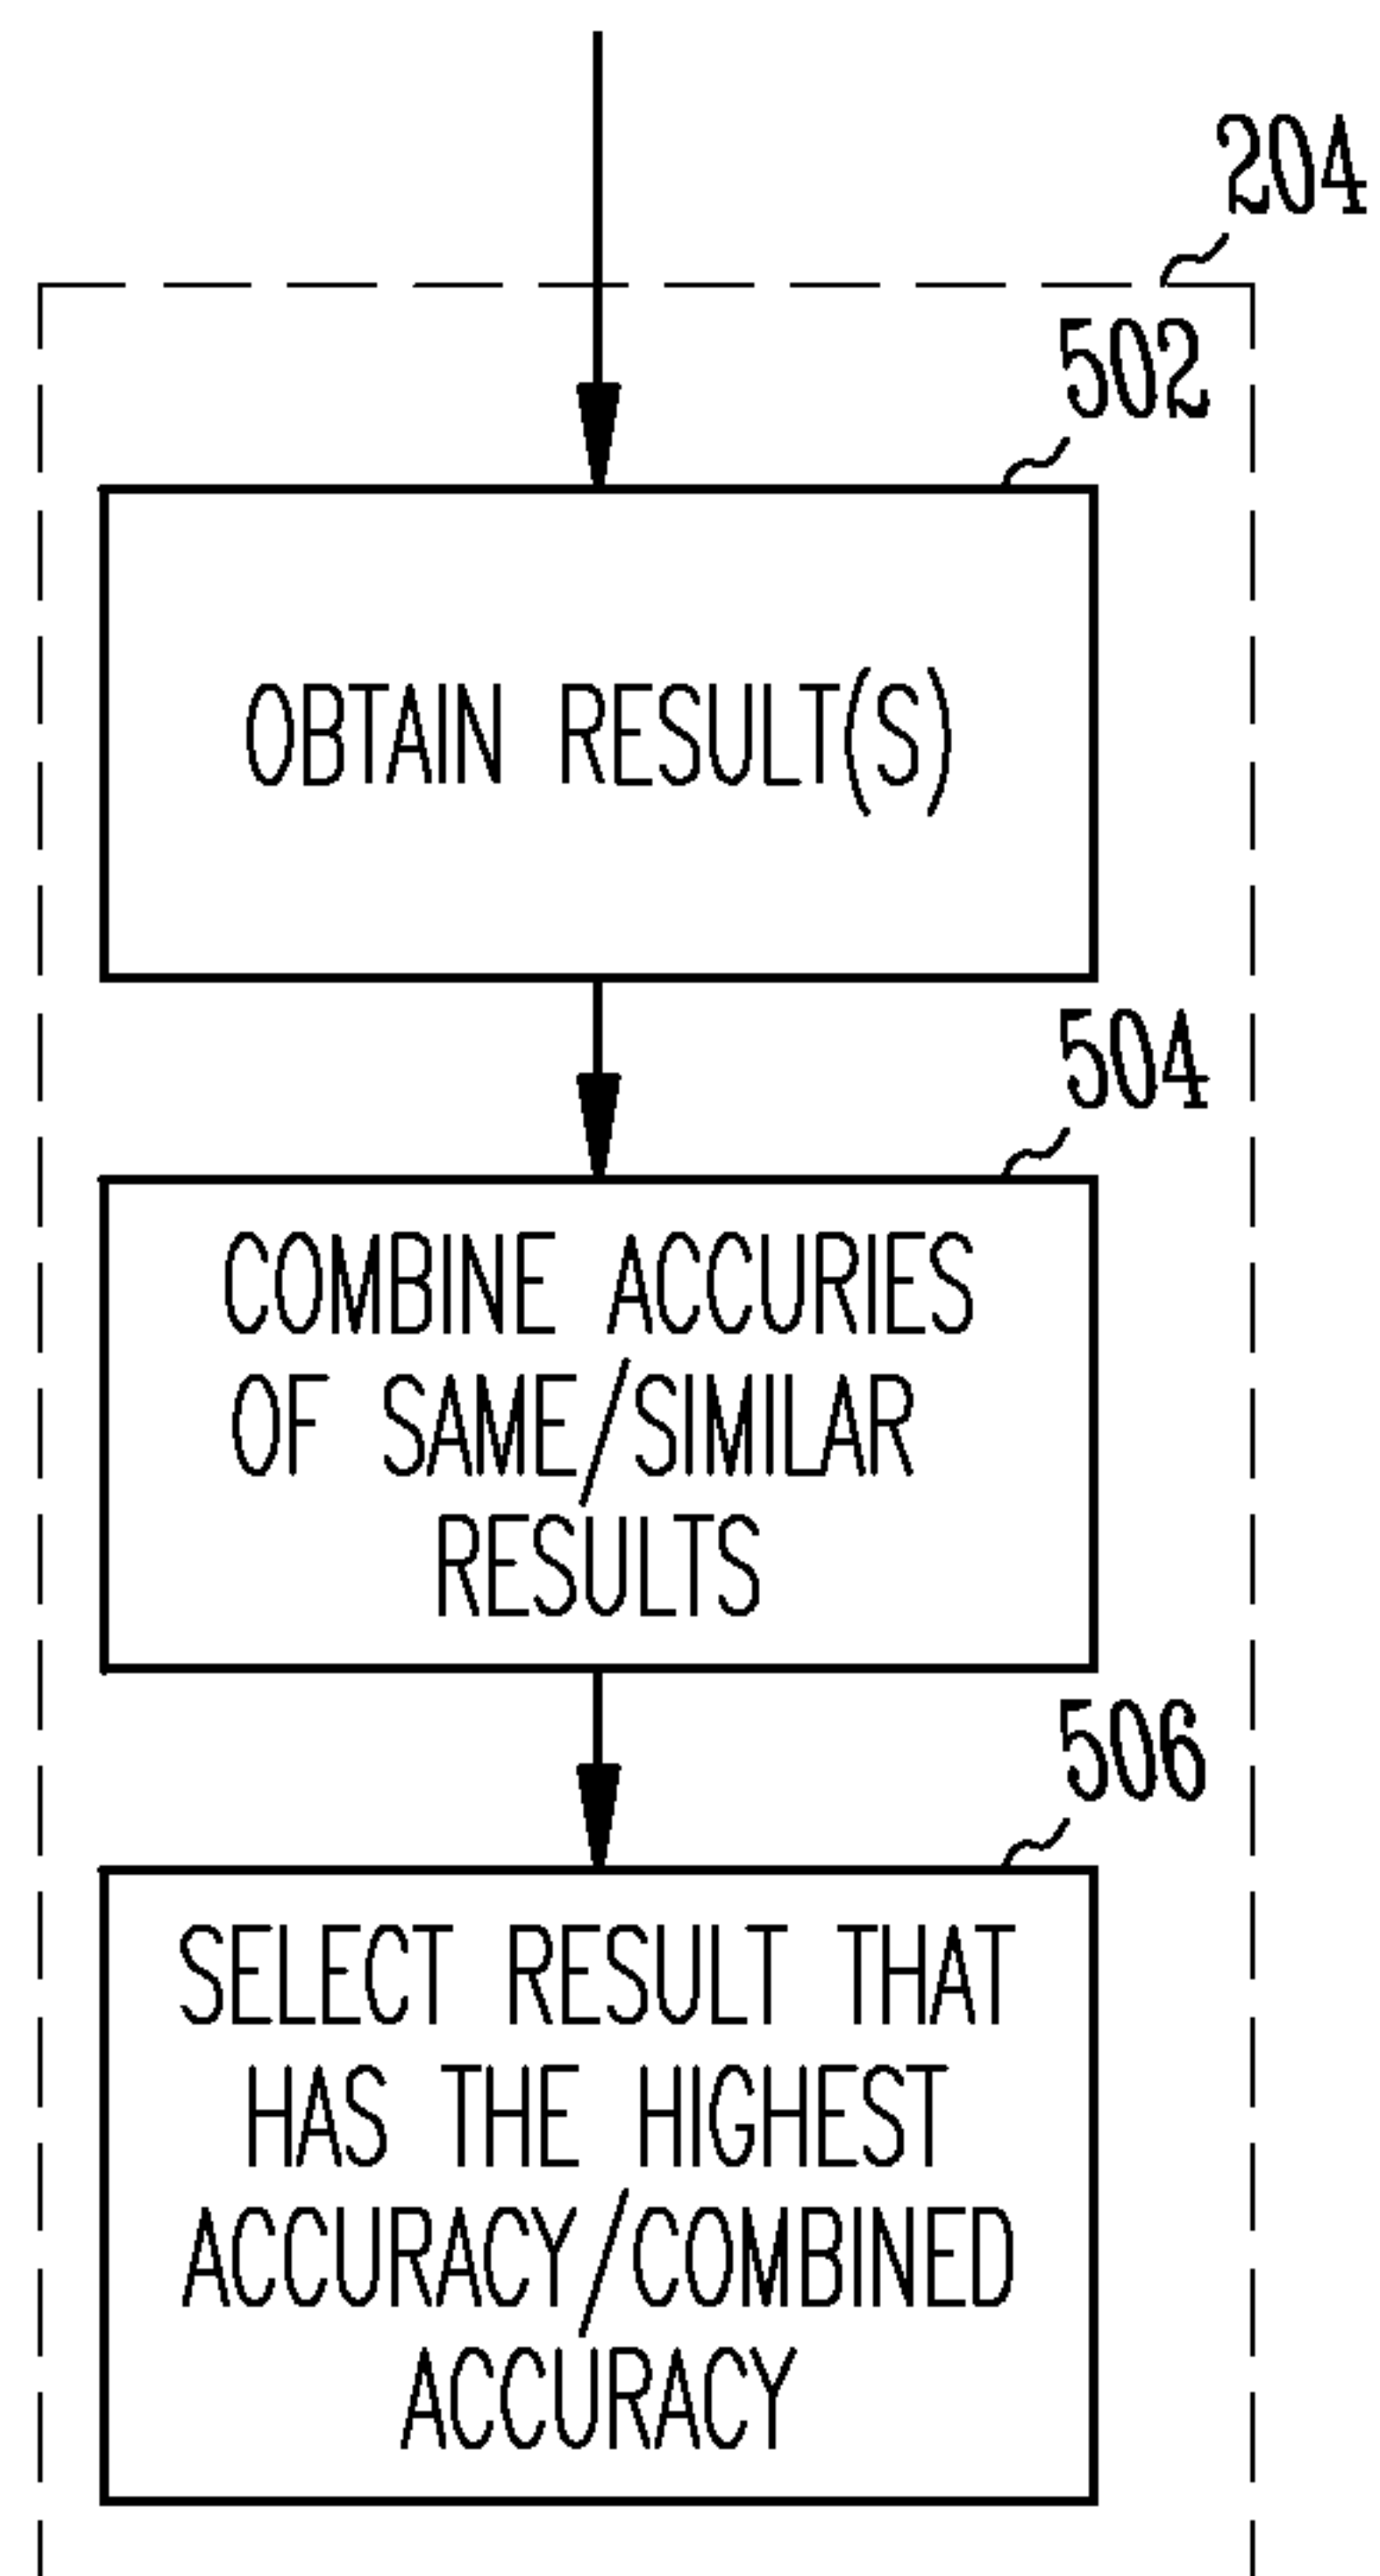 204
502
OBTAIN RESULT(S)
504
COMBINE ACCURIES
OF SAME/SIMILAR
RESULTS
506
SELECT RESULT THAT
HAS THE HIGHEST
ACCURACY/COMBINED
ACCURACY